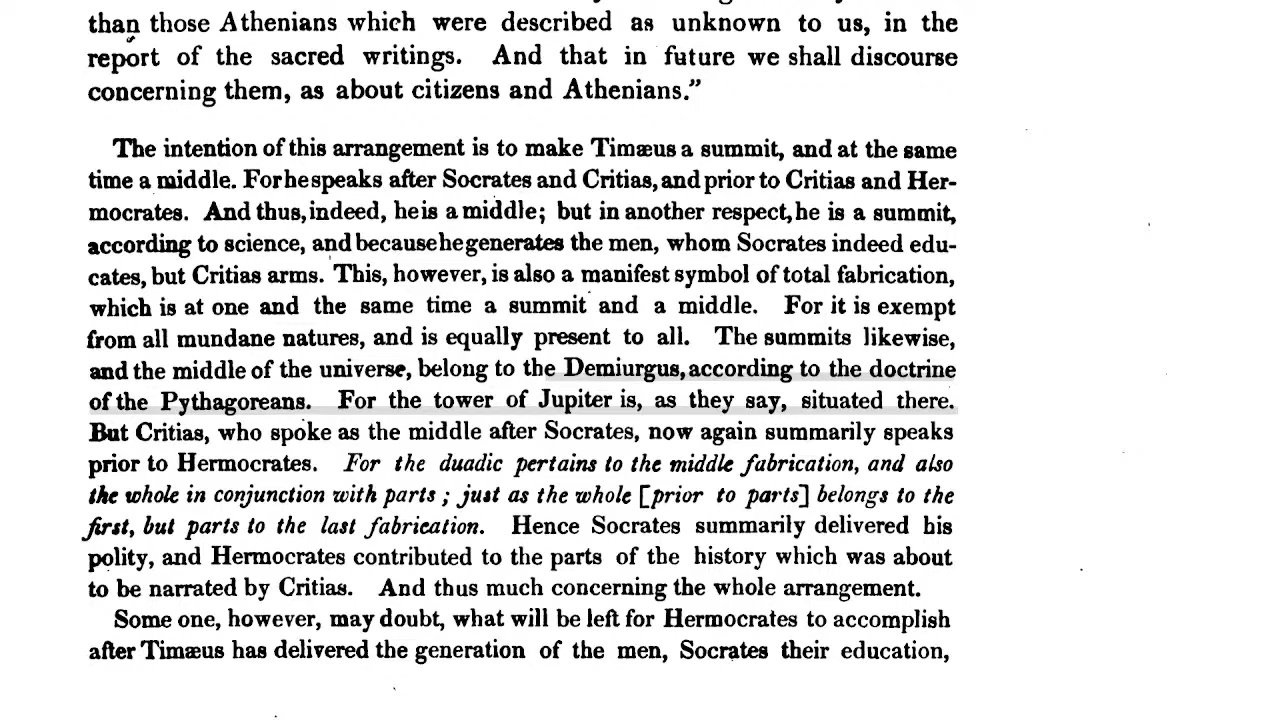 than those Athenians which were described as unknown to us, in the
report of the sacred writings. And that in future we shall discourse
concerning them, as about citizens and Athenians.”
The intention of this arrangement is to make Timæus a summit, and at the same
time a middle. For he speaks after Socrates and Critias, and prior to Critias and Her-
mocrates. And thus, indeed, he is a middle; but in another respect, he is a summit,
according to science, and because he generates the men, whom Socrates indeed edu-
cates, but Critias arms. This, however, is also a manifest symbol of total fabrication,
which is at one and the same time a summit and a middle. For it is exempt
from all mundane natures, and is equally present to all. The summits likewise,
and the middle of the universe, belong to the Demiurgus, according to the doctrine
of the Pythagoreans. For the tower of Jupiter is, as they say, situated there.
But Critias, who spoke as the middle after Socrates, now again summarily speaks
prior to Hermocrates. For the duadic pertains to the middle fabrication, and also
the whole in conjunction with parts; just as the whole [prior to parts] belongs to the
first, but parts to the last fabrication. Hence Socrates summarily delivered his
polity, and Hermocrates contributed to the parts of the history which was about
to be narrated by Critias. And thus much concerning the whole arrangement.
Some one, however, may doubt, what will be left for Hermocrates to accomplish
after Timæus has delivered the generation of the men, Socrates their education,